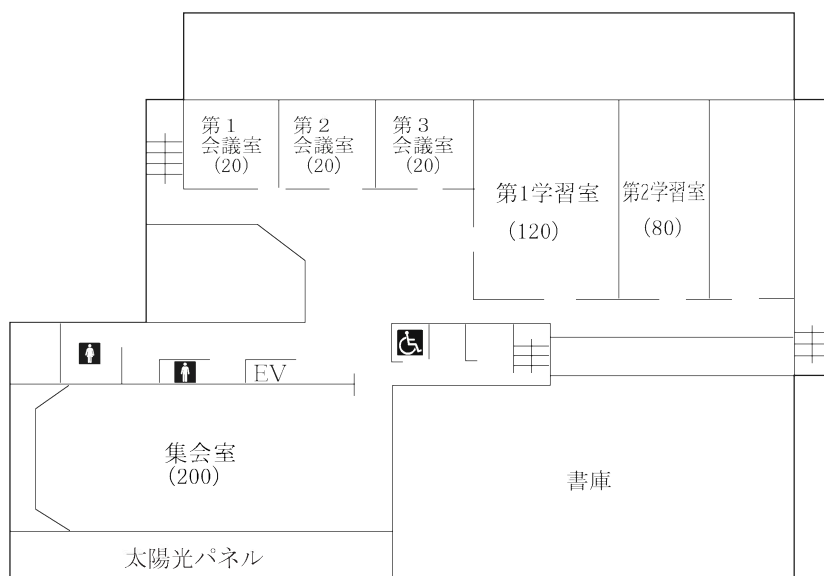 第１
会議室
(20)
第２
会議室
(20)
第３
会議室
(20)
第1学習室
(120)
第2学習室
(80)
EV
集会室
(200)
書庫
太陽光パネル